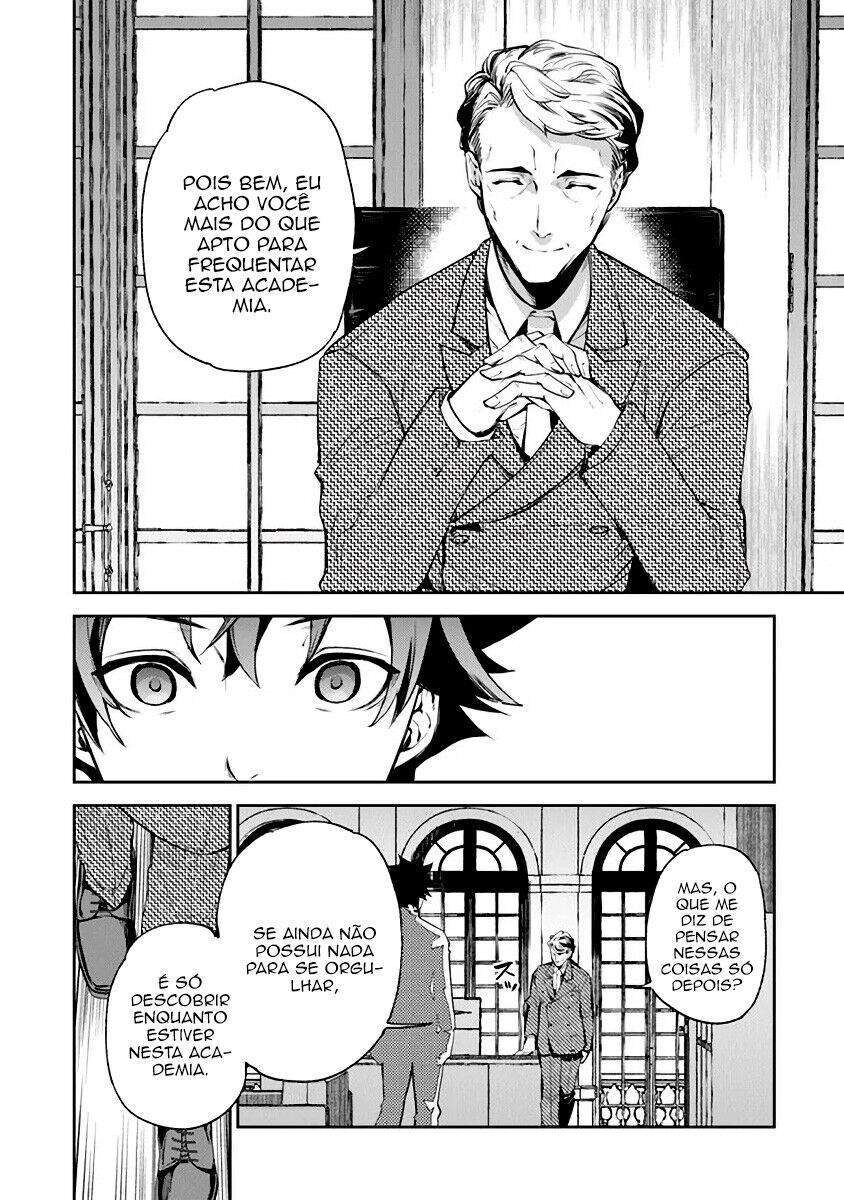 POIS BEM, EU
ACHO VOCÊ
MAIS DO QUE
APTO PARA
FREQUENTAR
ESTA ACADE-
MIA.
MAS, O
QUE ME
DIZ DE
PENSAR
NESSAS
COISAS SÓ
DEPOIS?
スッ
SE AINDA NÃO
POSSUI NADA
PARA SE ORGU-
LHAR,
É SÓ
DESCOBRIR
ENQUANTO
ESTIVER
NESTA ACA-
DEMIA.